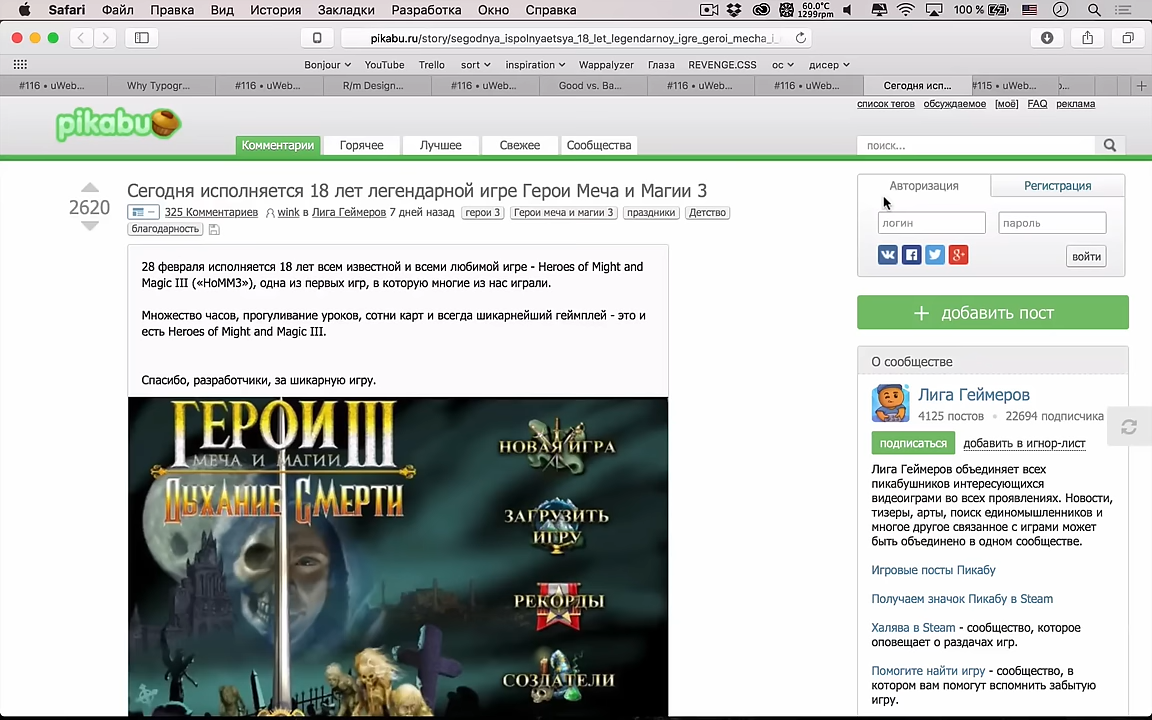 Safari Файл Правка Вид История Закладки Разработка Окно Справка 60.0°C 1299rpm 100 %
pikabu.ru/story/segodnya_ispolnyaetsya_18_let_legendarnoy_igre_geroi_mecha_i_
Bonjour YouTube Trello sort inspiration Wappalyzer Глаза REVENGE.CSS ос дисер
#116 • uWeb... Why Typogr... #116 • uWeb... R/m Design... #116 • uWeb... Good vs. Ba... #116 • uWeb... #116 • uWeb... Сегодня исп... #115 • uWeb...
список тегов обсуждаемое [моё] FAQ реклама
pikabu
Комментарии Горячее Лучшее Свежее Сообщества поиск...
Сегодня исполняется 18 лет легендарной игре Герои Меча и Магии 3
2620
325 Комментариев wink в Лига Геймеров 7 дней назад герои 3 Герои меча и магии 3 праздники Детство
благодарность
28 февраля исполняется 18 лет всем известной и всеми любимой игре - Heroes of Might and
Magic III («HoMM3»), одна из первых игр, в которую многие из нас играли.
Множество часов, прогуливание уроков, сотни карт и всегда шикарнейший геймплей - это и
есть Heroes of Might and Magic III.
Спасибо, разработчики, за шикарную игру.
ГЕРОИ III
МЕЧА И МАГИИ
ДЫХАНИЕ СМЕРТИ
НОВАЯ ИГРА
ЗАГРУЗИТЬ
ИГРУ
РЕКОРДЫ
СОЗДАТЕЛИ
Авторизация Регистрация
логин пароль
войти
+ добавить пост
О сообществе
Лига Геймеров
4125 постов • 22694 подписчика
подписаться добавить в игнор-лист
Лига Геймеров объединяет всех
пикабушников интересующихся
видеоиграми во всех проявлениях. Новости,
тизеры, арты, поиск единомышленников и
многое другое связанное с играми может
быть объединено в одном сообществе.
Игровые посты Пикабу
Получаем значок Пикабу в Steam
Халява в Steam - сообщество, которое
оповещает о раздачах игр.
Помогите найти игру - сообщество, в
котором вам помогут вспомнить забытую
игру.